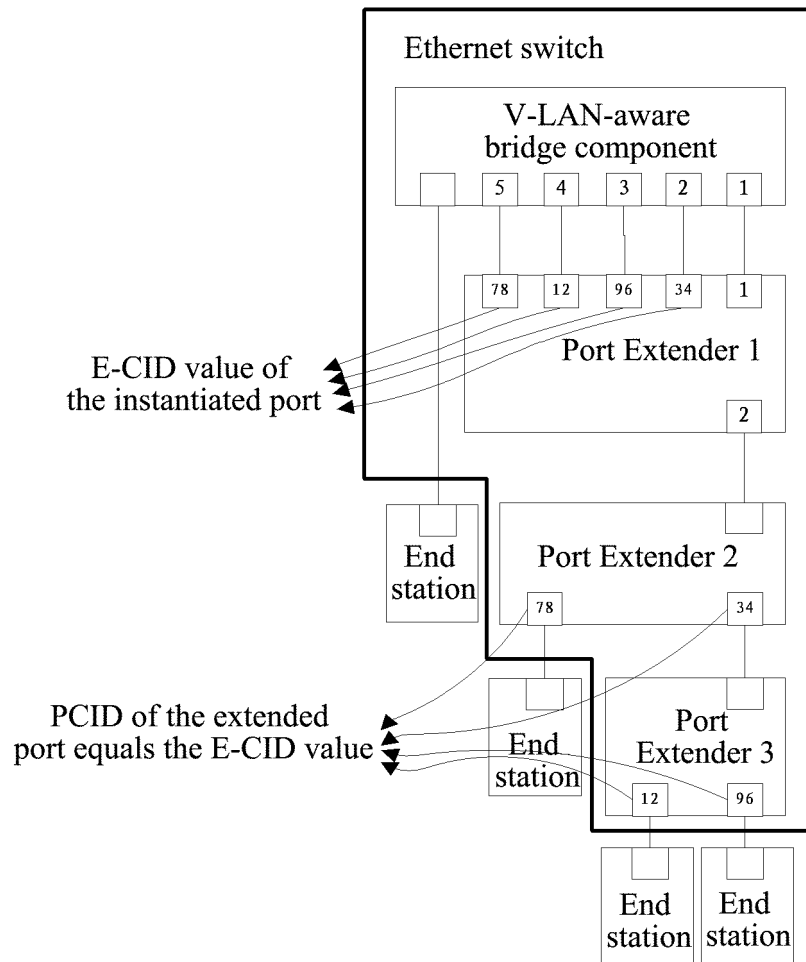 Ethernet switch
V-LAN-aware
bridge component
5 4 3 2 1
78 12 96 34 1
Port Extender 1
E-CID value of
the instantiated port
2
End
station
Port Extender 2
78 34
PCID of the extended
port equals the E-CID value
End
station
Port
Extender 3
12 96
End
station
End
station